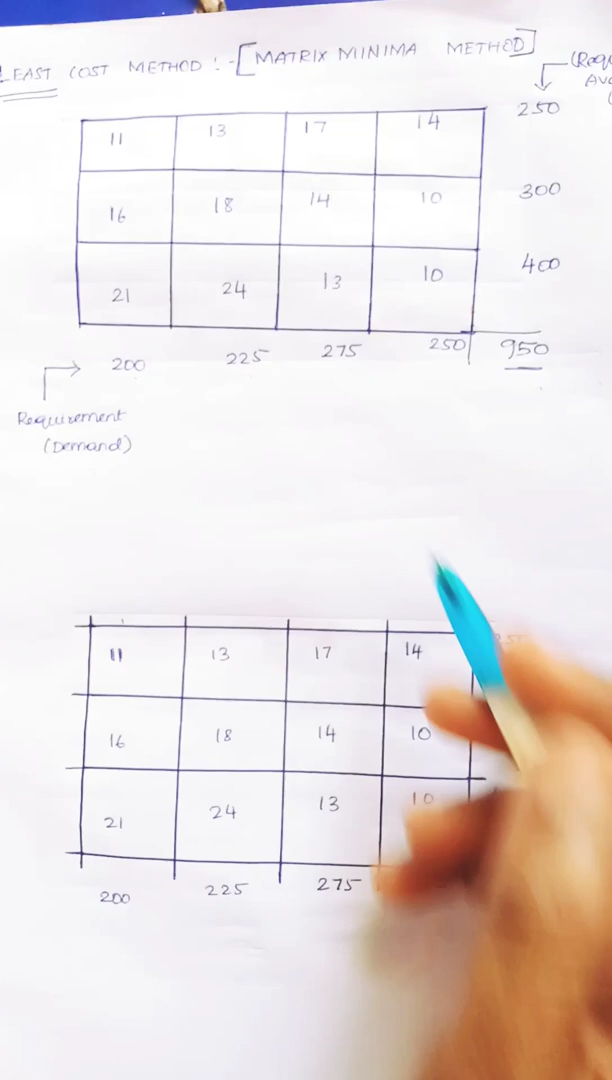 LEAST COST METHOD :- [MATRIX MINIMA METHOD]
250
11 13 17 14
300
16 18 14 10
400
21 24 13 10
200 225 275 250 950
Requirement
(Demand)
11 13 17 14
16 18 14 10
21 24 13 10
200 225 275